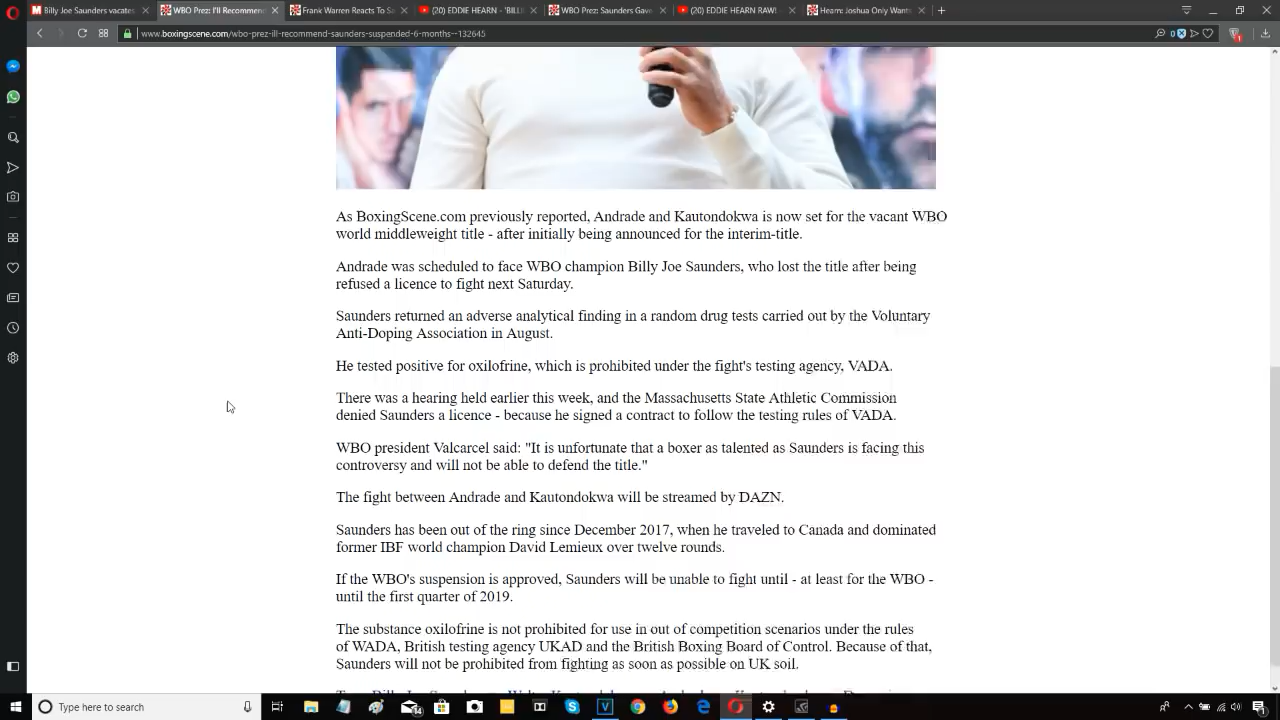 Billy Joe Saunders vacates
WBO Prez: I'll Recommen
Frank Warren Reacts To S
(20) EDDIE HEARN - 'BILLI
WBO Prez: Saunders Gav
(20) EDDIE HEARN RAW
Hearn: Joshua Only Want
www.boxingscene.com/wbo-prez-ill-recommend-saunders-suspended-6-months--132645
As BoxingScene.com previously reported, Andrade and Kautondokwa is now set for the vacant WBO
world middleweight title - after initially being announced for the interim-title.
Andrade was scheduled to face WBO champion Billy Joe Saunders, who lost the title after being
refused a licence to fight next Saturday.
Saunders returned an adverse analytical finding in a random drug tests carried out by the Voluntary
Anti-Doping Association in August.
He tested positive for oxilofrine, which is prohibited under the fight's testing agency, VADA.
There was a hearing held earlier this week, and the Massachusetts State Athletic Commission
denied Saunders a licence - because he signed a contract to follow the testing rules of VADA.
WBO president Valcarcel said: "It is unfortunate that a boxer as talented as Saunders is facing this
controversy and will not be able to defend the title."
The fight between Andrade and Kautondokwa will be streamed by DAZN.
Saunders has been out of the ring since December 2017, when he traveled to Canada and dominated
former IBF world champion David Lemieux over twelve rounds.
If the WBO's suspension is approved, Saunders will be unable to fight until - at least for the WBO -
until the first quarter of 2019.
The substance oxilofrine is not prohibited for use in out of competition scenarios under the rules
of WADA, British testing agency UKAD and the British Boxing Board of Control. Because of that,
Saunders will not be prohibited from fighting as soon as possible on UK soil.
Type here to search